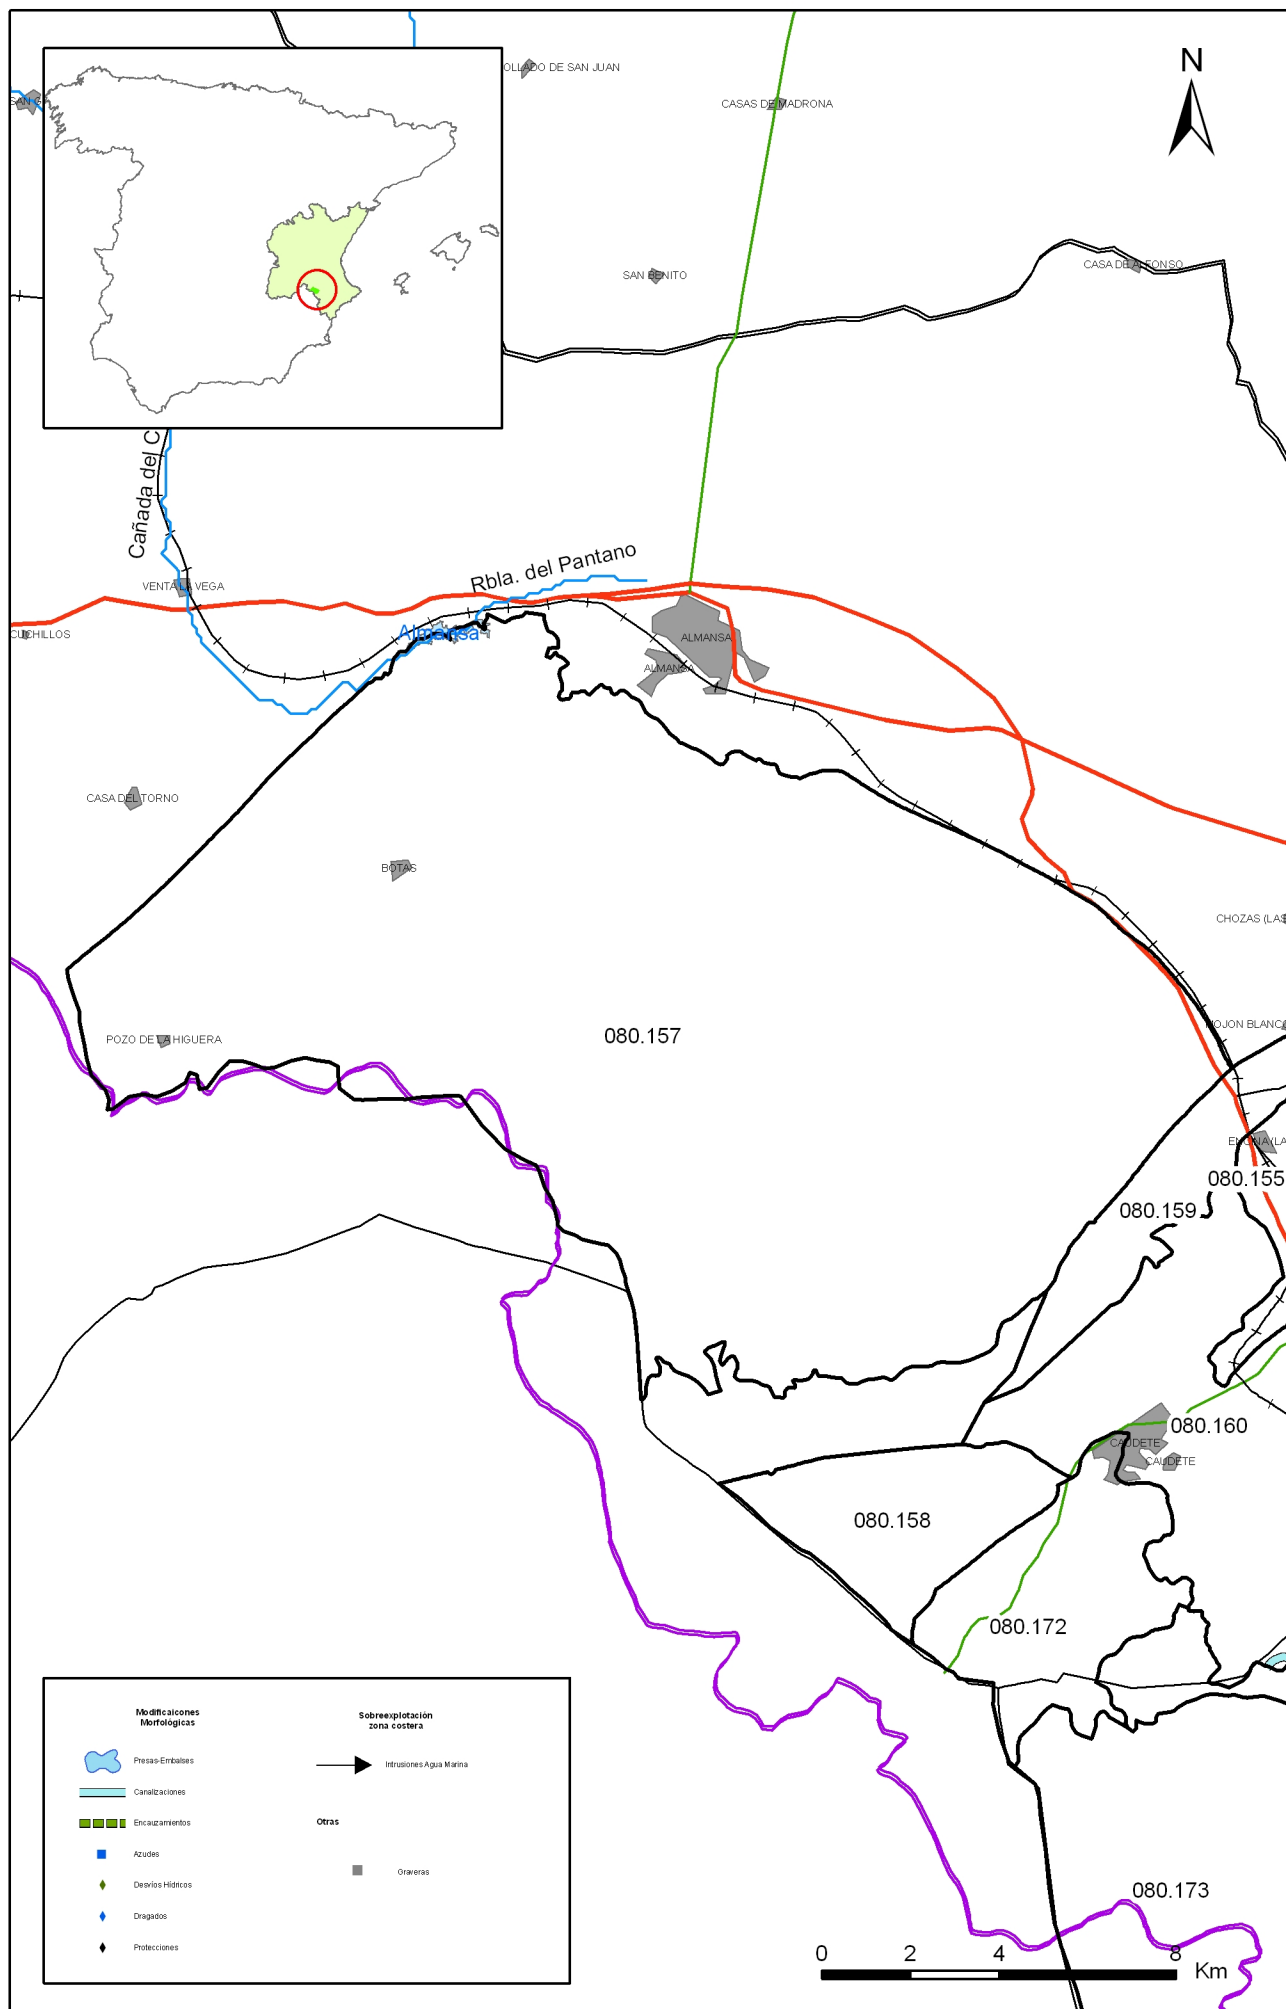 N
OLLADO DE SAN JUAN
SAN G
CASAS DE MADRONA
SAN BENITO
CASA DE ALFONSO
Cañada del C
Rbla. del Pantano
VENTA LA VEGA
CUCHILLOS
Almansa
ALMANSA
ALMANSA
CASA DEL TORNO
BOTAS
CHOZAS (LAS
POZO DE LA HIGUERA
080.157
MOJON BLANCO
ENCINA (LA
080.155
080.159
080.160
CAUDETE
CAUDETE
080.158
080.172
Modificaicones
Morfológicas
Presas-Embalses
Canalizaciones
Encauzamientos
Azudes
Desvíos Hídricos
Dragados
Protecciones
Sobreexplotación
zona costera
Intrusiones Agua Marina
Otras
Graveras
080.173
0 2 4 8
Km